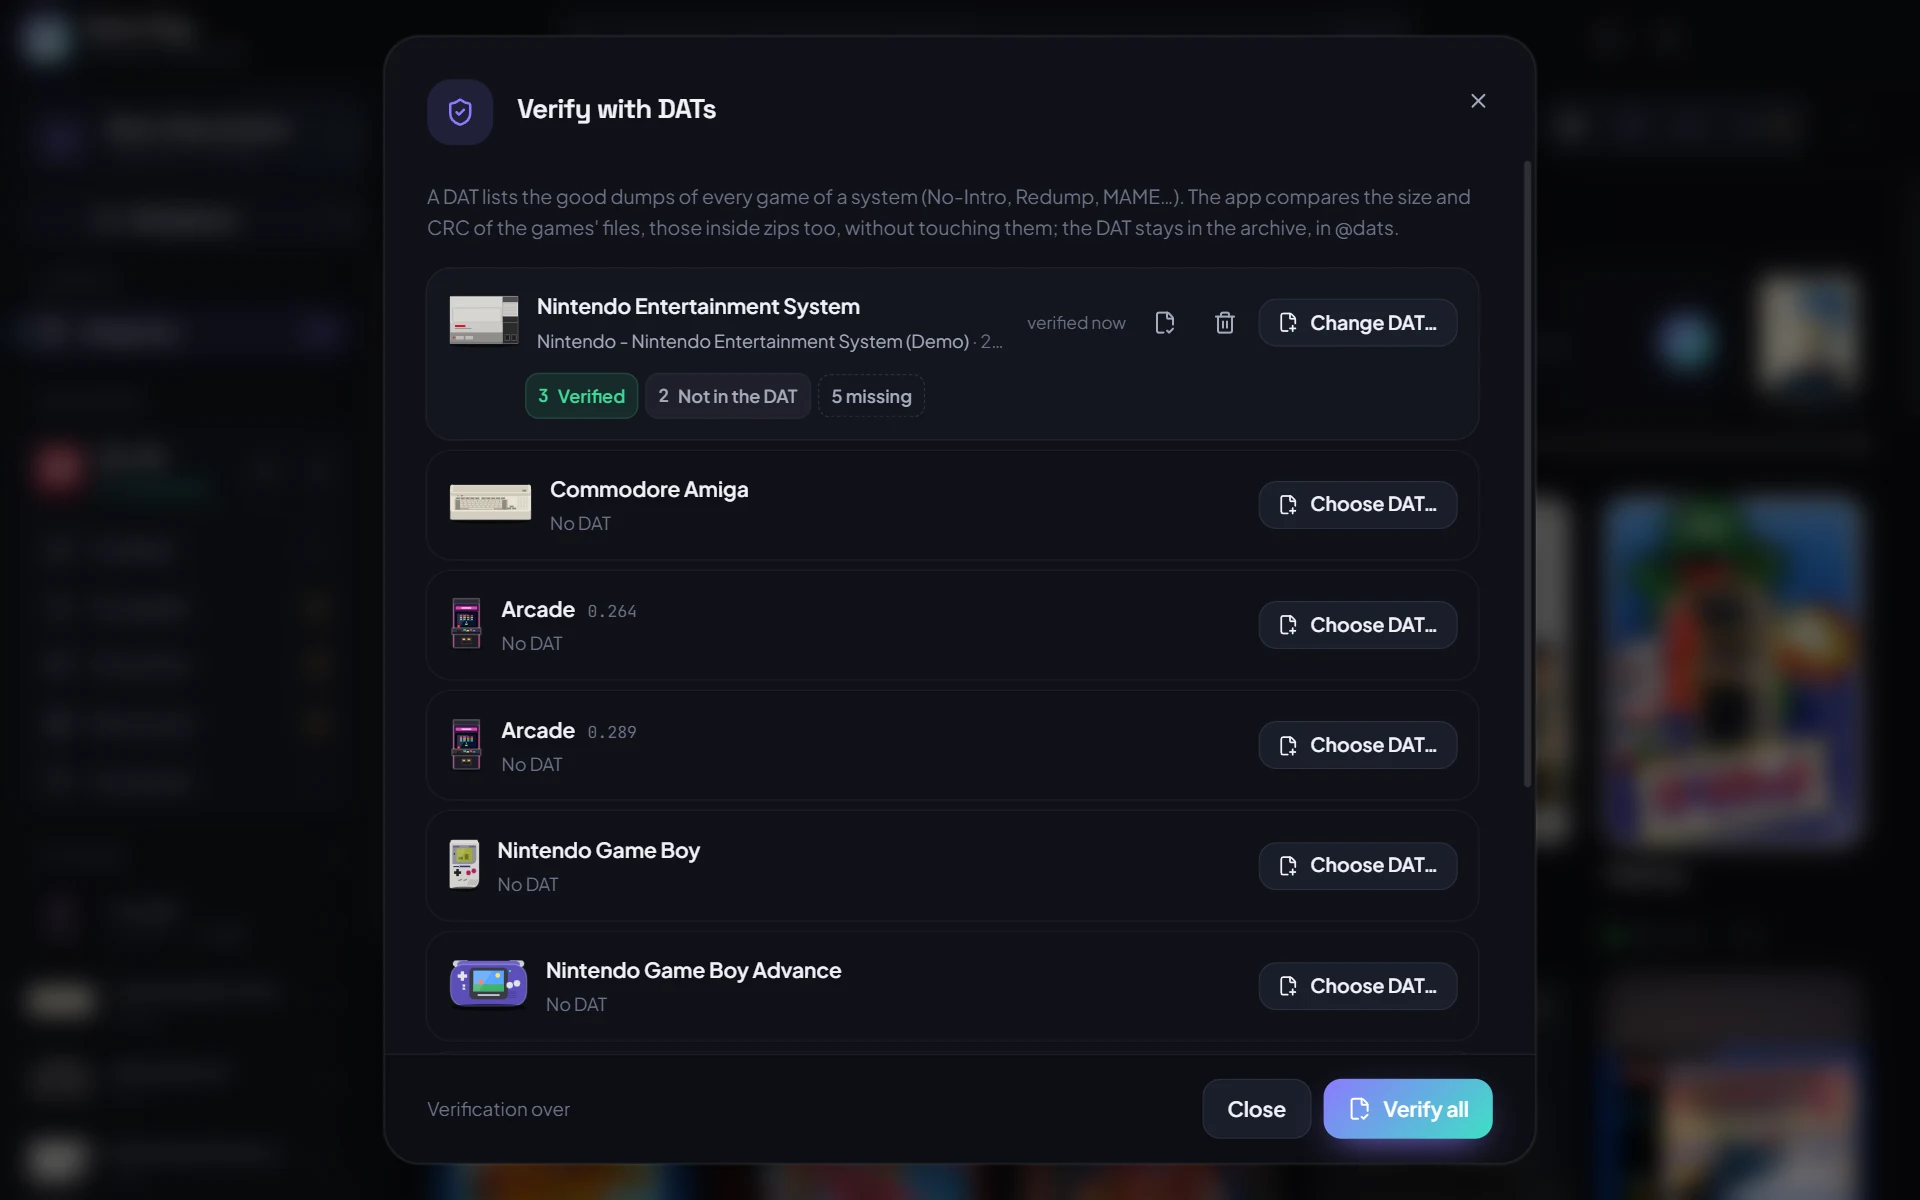 Verify with DATs
A DAT lists the good dumps of every game of a system (No-Intro, Redump, MAME…). The app compares the size and
CRC of the games' files, those inside zips too, without touching them; the DAT stays in the archive, in @dats.
Nintendo Entertainment System
Nintendo - Nintendo Entertainment System (Demo) · 2…
verified now
Change DAT…
3 Verified
2 Not in the DAT
5 missing
Commodore Amiga
No DAT
Choose DAT…
Arcade 0.264
No DAT
Choose DAT…
Arcade 0.289
No DAT
Choose DAT…
Nintendo Game Boy
No DAT
Choose DAT…
Nintendo Game Boy Advance
No DAT
Choose DAT…
Verification over
Close
Verify all